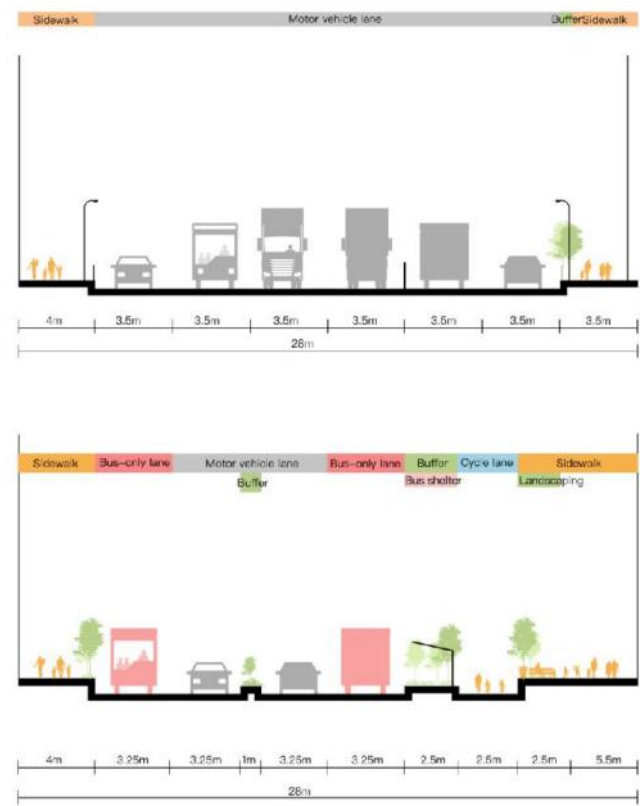 Sidewalk Motor vehicle lane BufferSidewalk
4m 3.5m 3.5m 3.5m 3.5m 3.5m 3.5m 3.5m
28m
Sidewalk Bus-only lane Motor vehicle lane Bus-only lane Buffer Cycle lane Sidewalk
Buffer Bus shelter Landscaping
4m 3.25m 3.25m 1m 3.25m 3.25m 2.5m 2.5m 2.5m 5.5m
28m